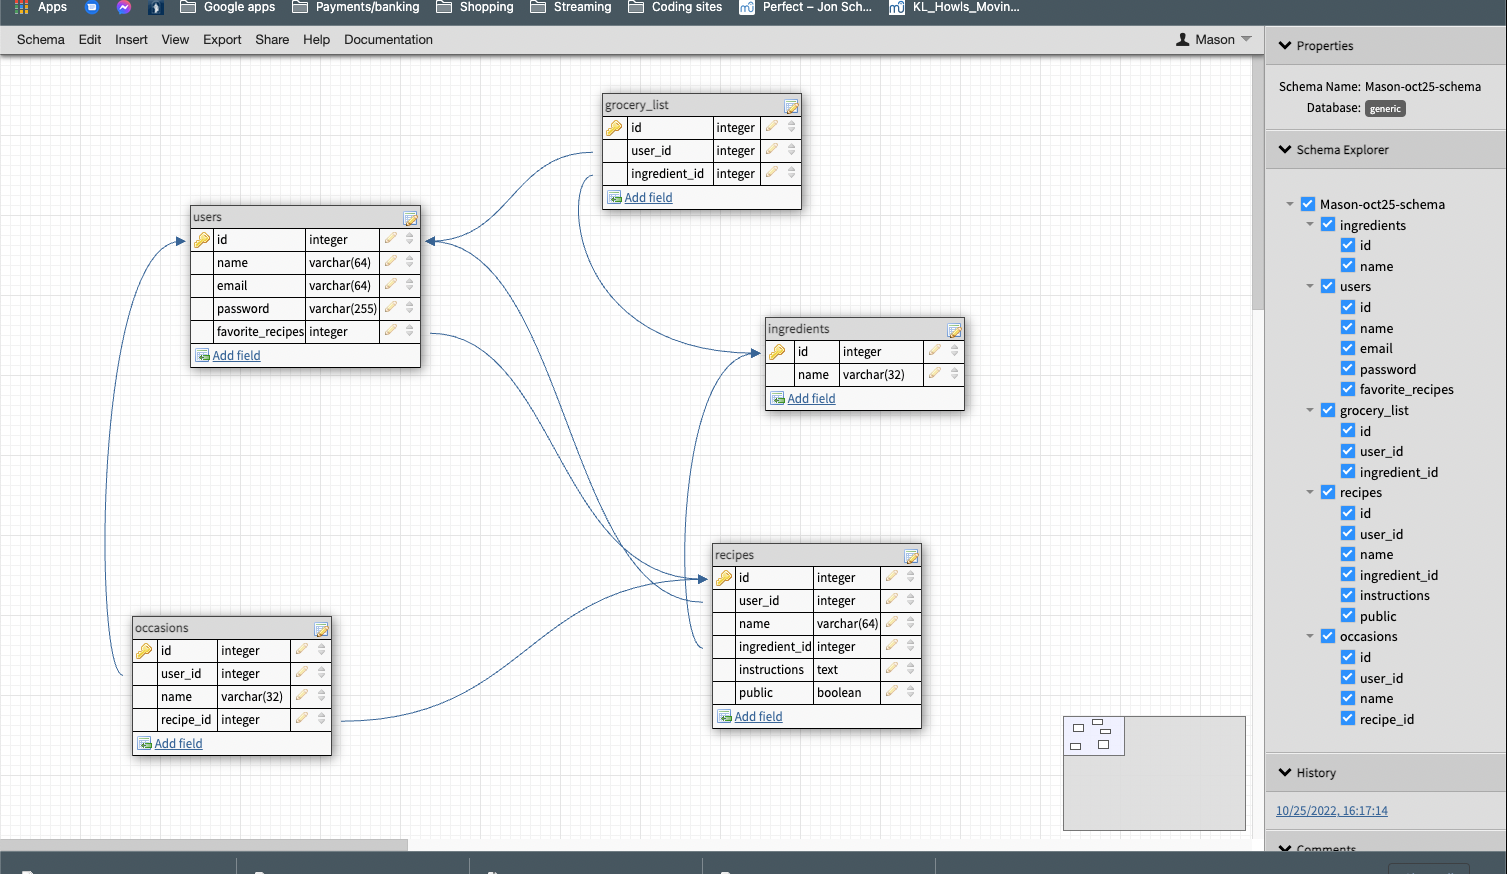 Apps Google apps Payments/banking Shopping Streaming Coding sites Perfect – Jon Sch... KL_Howls_Movin...
Schema Edit Insert View Export Share Help Documentation Mason
grocery_list
id integer
user_id integer
ingredient_id integer
Add field
users
id integer
name varchar(64)
email varchar(64)
password varchar(255)
favorite_recipes integer
Add field
ingredients
id integer
name varchar(32)
Add field
recipes
id integer
user_id integer
name varchar(64)
ingredient_id integer
instructions text
public boolean
Add field
occasions
id integer
user_id integer
name varchar(32)
recipe_id integer
Add field
Properties
Schema Name: Mason-oct25-schema
Database: generic
Schema Explorer
Mason-oct25-schema
ingredients
id
name
users
id
name
email
password
favorite_recipes
grocery_list
id
user_id
ingredient_id
recipes
id
user_id
name
ingredient_id
instructions
public
occasions
id
user_id
name
recipe_id
History
10/25/2022, 16:17:14
Comments